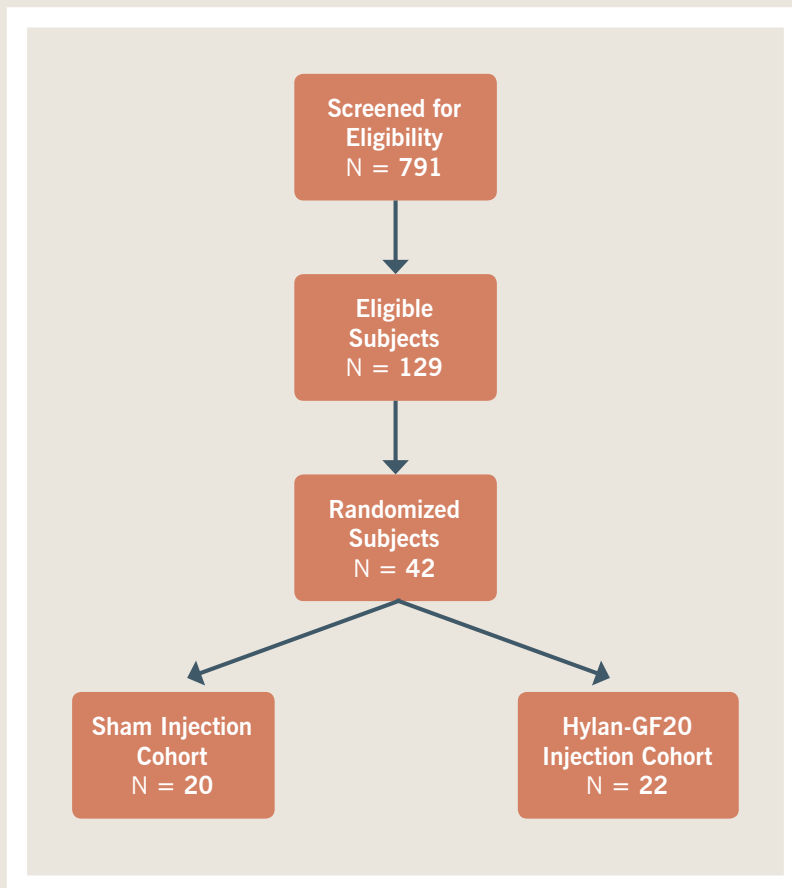 Screened for
Eligibility
N = 791
Eligible
Subjects
N = 129
Randomized
Subjects
N = 42
Sham Injection
Cohort
N = 20
Hylan-GF20
Injection Cohort
N = 22